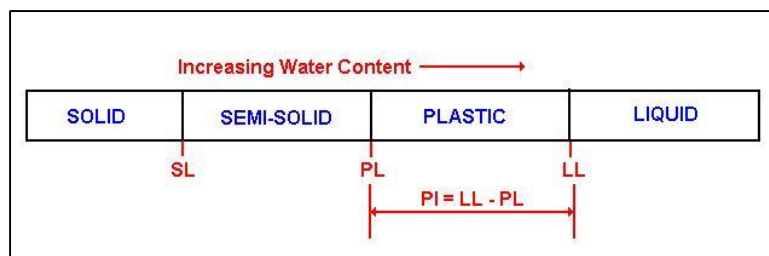 Increasing Water Content
SOLID SEMI-SOLID PLASTIC LIQUID
SL PL LL
PI = LL - PL